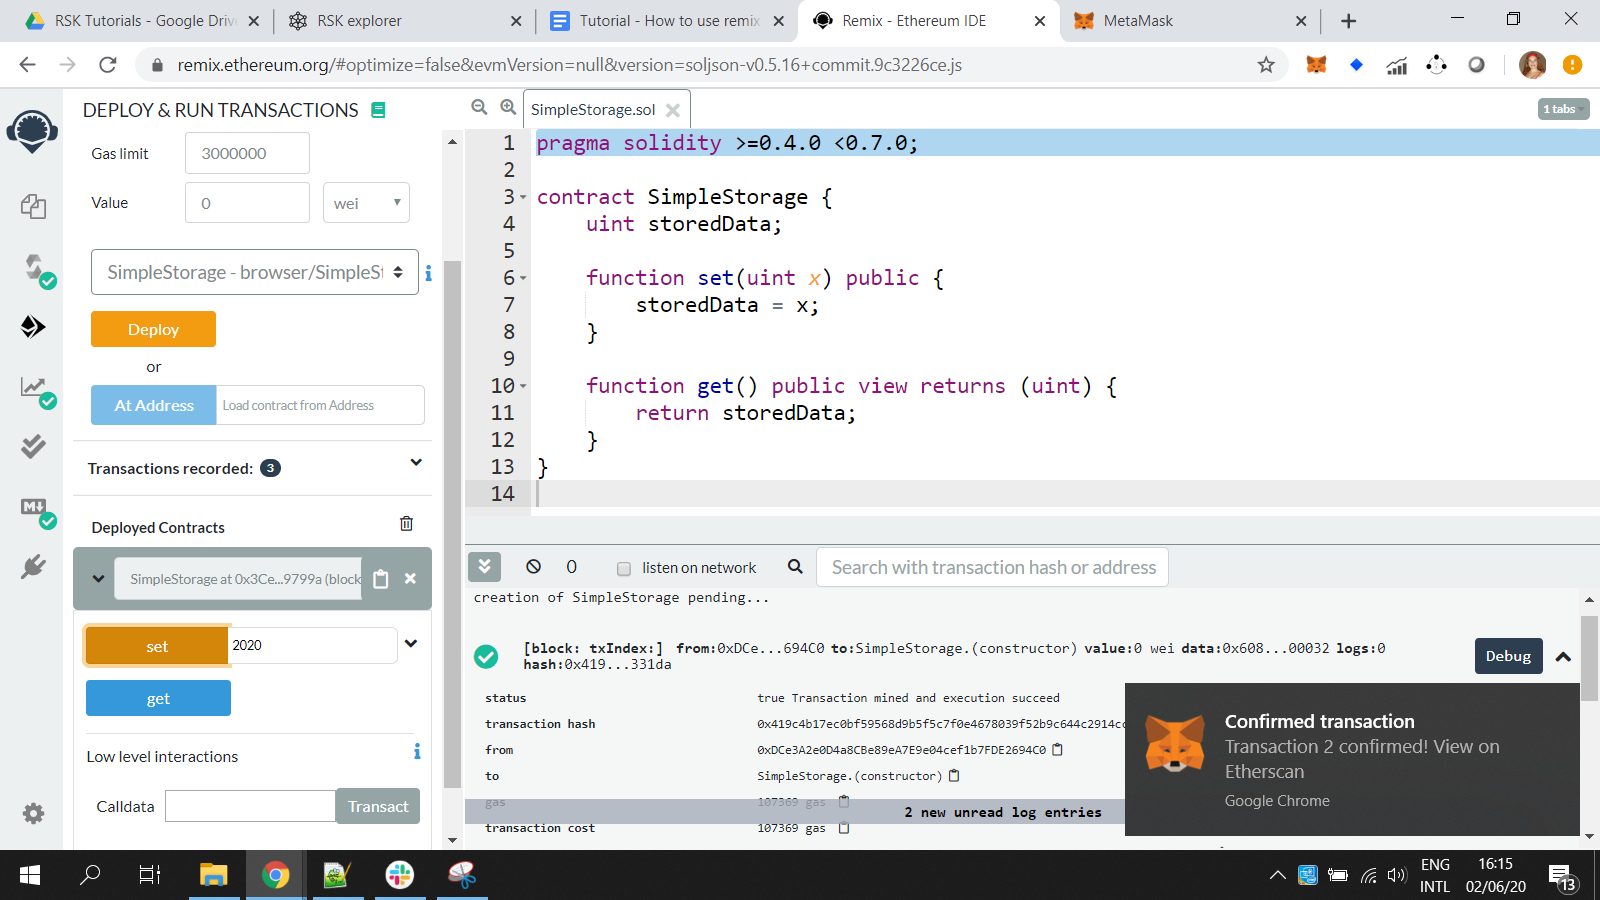 RSK Tutorials - Google Drive
RSK explorer
Tutorial - How to use remix
Remix - Ethereum IDE
MetaMask
remix.ethereum.org/#optimize=false&evmVersion=null&version=soljson-v0.5.16+commit.9c3226ce.js
DEPLOY & RUN TRANSACTIONS
SimpleStorage.sol
1 tabs
Gas limit
3000000
Value
0
wei
SimpleStorage - browser/SimpleSt
i
Deploy
or
At Address
Load contract from Address
Transactions recorded: 3
Deployed Contracts
SimpleStorage at 0x3Ce...9799a (block
set
2020
get
Low level interactions
i
Calldata
Transact
1 pragma solidity >=0.4.0 <0.7.0;
2
3 contract SimpleStorage {
4 uint storedData;
5
6 function set(uint x) public {
7 storedData = x;
8 }
9
10 function get() public view returns (uint) {
11 return storedData;
12 }
13 }
14
0
listen on network
Search with transaction hash or address
creation of SimpleStorage pending...
[block: txIndex:] from:0xDCe...694C0 to:SimpleStorage.(constructor) value:0 wei data:0x608...00032 logs:0
hash:0x419...331da
Debug
status true Transaction mined and execution succeed
transaction hash 0x419c4b17ec0bf59568d9b5f5c7f0e4678039f52b9c644c2914cc
from 0xDCe3A2e0D4a8CBe89eA7E9e04cef1b7FDE2694C0
to SimpleStorage.(constructor)
gas 107369 gas
2 new unread log entries
transaction cost 107369 gas
Confirmed transaction
Transaction 2 confirmed! View on
Etherscan
Google Chrome
M
ENG
INTL
16:15
02/06/20
13